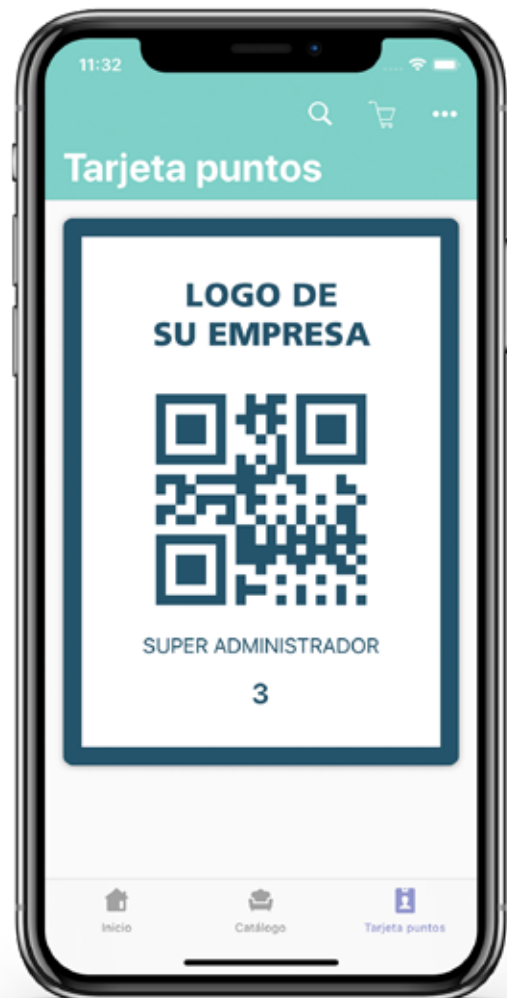 11:32
Tarjeta puntos
LOGO DE
SU EMPRESA
SUPER ADMINISTRADOR
3
Inicio
Catálogo
Tarjeta puntos